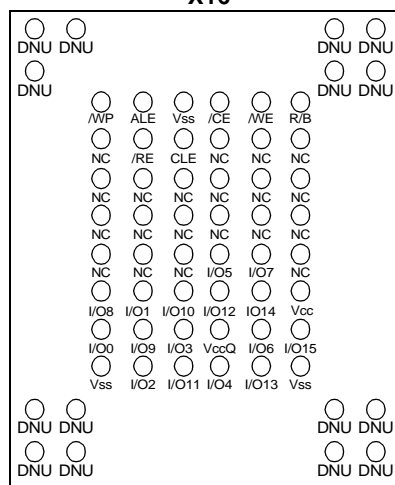 DNU DNU DNU DNU
DNU DNU DNU
/WP ALE Vss /CE /WE R/B
NC /RE CLE NC NC NC
NC NC NC NC NC NC
NC NC NC NC NC NC
NC NC NC I/O5 I/O7 NC
I/O8 I/O1 I/O10 I/O12 IO14 Vcc
I/O0 I/O9 I/O3 VccQ I/O6 I/O15
Vss I/O2 I/O11 I/O4 I/O13 Vss
DNU DNU DNU DNU
DNU DNU DNU DNU